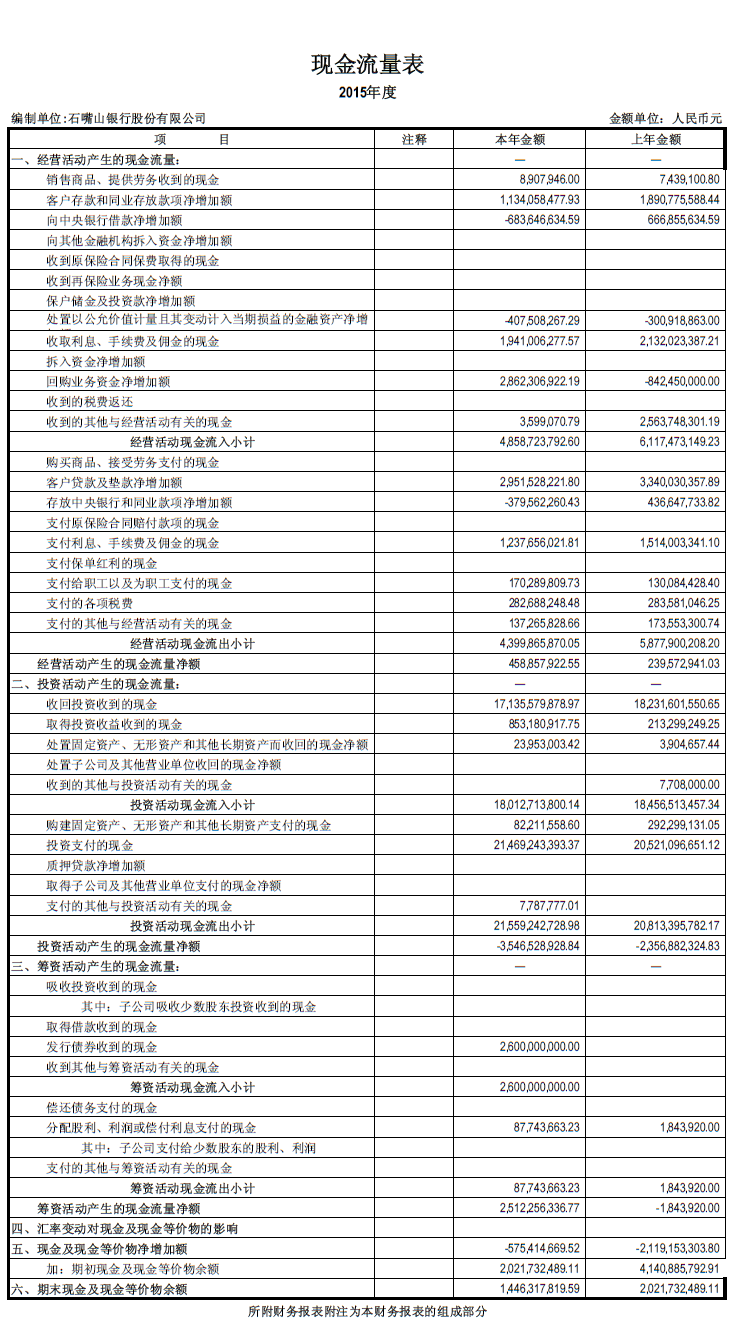 现金流量表
2015年度
编制单位:石嘴山银行股份有限公司 金额单位：人民币元
项 目 注释 本年金额 上年金额
一、经营活动产生的现金流量： — —
销售商品、提供劳务收到的现金 8,907,946.00 7,439,100.80
客户存款和同业存放款项净增加额 1,134,058,477.93 1,890,775,588.44
向中央银行借款净增加额 -683,646,634.59 666,855,634.59
向其他金融机构拆入资金净增加额
收到原保险合同保费取得的现金
收到再保险业务现金净额
保户储金及投资款净增加额
处置以公允价值计量且其变动计入当期损益的金融资产净增 -407,508,267.29 -300,918,863.00
收取利息、手续费及佣金的现金 1,941,006,277.57 2,132,023,387.21
拆入资金净增加额
回购业务资金净增加额 2,862,306,922.19 -842,450,000.00
收到的税费返还
收到的其他与经营活动有关的现金 3,599,070.79 2,563,748,301.19
经营活动现金流入小计 4,858,723,792.60 6,117,473,149.23
购买商品、接受劳务支付的现金
客户贷款及垫款净增加额 2,951,528,221.80 3,340,030,357.89
存放中央银行和同业款项净增加额 -379,562,260.43 436,647,733.82
支付原保险合同赔付款项的现金
支付利息、手续费及佣金的现金 1,237,656,021.81 1,514,003,341.10
支付保单红利的现金
支付给职工以及为职工支付的现金 170,289,809.73 130,084,428.40
支付的各项税费 282,688,248.48 283,581,046.25
支付的其他与经营活动有关的现金 137,265,828.66 173,553,300.74
经营活动现金流出小计 4,399,865,870.05 5,877,900,208.20
经营活动产生的现金流量净额 458,857,922.55 239,572,941.03
二、投资活动产生的现金流量： — —
收回投资收到的现金 17,135,579,878.97 18,231,601,550.65
取得投资收益收到的现金 853,180,917.75 213,299,249.25
处置固定资产、无形资产和其他长期资产而收回的现金净额 23,953,003.42 3,904,657.44
处置子公司及其他营业单位收回的现金净额
收到的其他与投资活动有关的现金 7,708,000.00
投资活动现金流入小计 18,012,713,800.14 18,456,513,457.34
购建固定资产、无形资产和其他长期资产支付的现金 82,211,558.60 292,299,131.05
投资支付的现金 21,469,243,393.37 20,521,096,651.12
质押贷款净增加额
取得子公司及其他营业单位支付的现金净额
支付的其他与投资活动有关的现金 7,787,777.01
投资活动现金流出小计 21,559,242,728.98 20,813,395,782.17
投资活动产生的现金流量净额 -3,546,528,928.84 -2,356,882,324.83
三、筹资活动产生的现金流量： — —
吸收投资收到的现金
其中：子公司吸收少数股东投资收到的现金
取得借款收到的现金
发行债券收到的现金 2,600,000,000.00
收到其他与筹资活动有关的现金
筹资活动现金流入小计 2,600,000,000.00
偿还债务支付的现金
分配股利、利润或偿付利息支付的现金 87,743,663.23 1,843,920.00
其中：子公司支付给少数股东的股利、利润
支付的其他与筹资活动有关的现金
筹资活动现金流出小计 87,743,663.23 1,843,920.00
筹资活动产生的现金流量净额 2,512,256,336.77 -1,843,920.00
四、汇率变动对现金及现金等价物的影响
五、现金及现金等价物净增加额 -575,414,669.52 -2,119,153,303.80
加：期初现金及现金等价物余额 2,021,732,489.11 4,140,885,792.91
六、期末现金及现金等价物余额 1,446,317,819.59 2,021,732,489.11
所附财务报表附注为本财务报表的组成部分